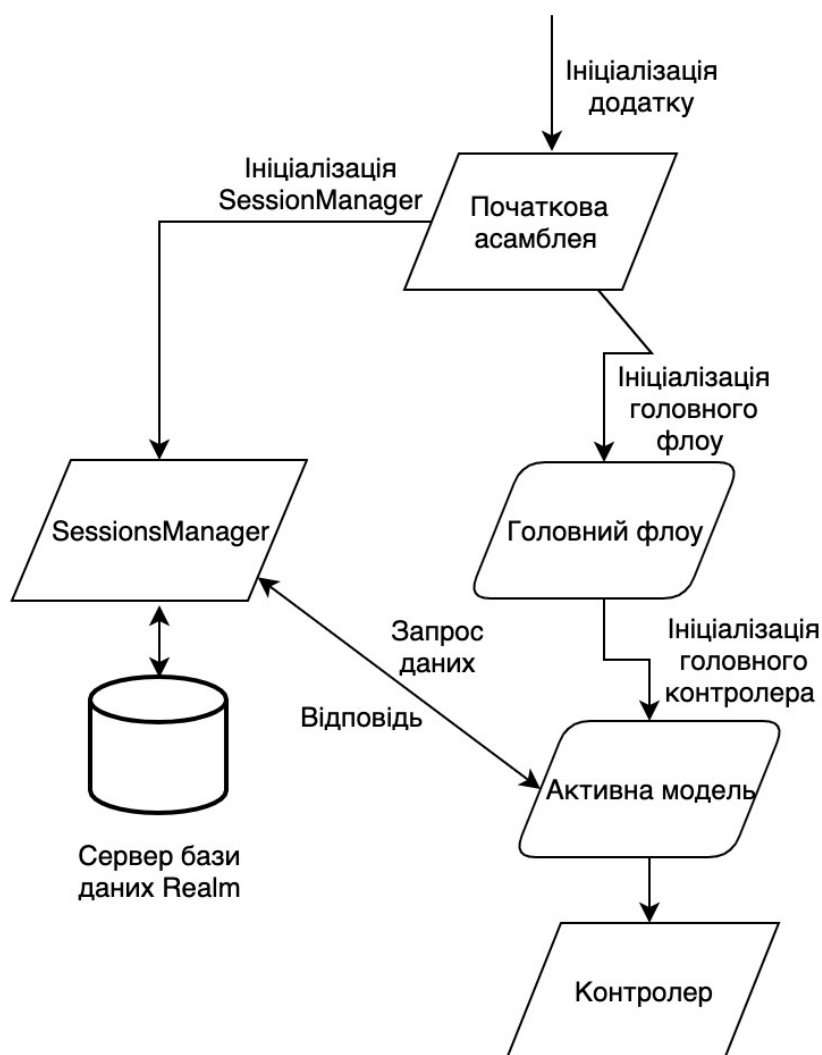 Ініціалізація
додатку
Ініціалізація
SessionManager
Початкова
асамблея
Ініціалізація
головного
флоу
SessionsManager
Головний флоу
Запрос
даних
Відповідь
Ініціалізація
головного
контролера
Активна модель
Сервер бази
даних Realm
Контролер